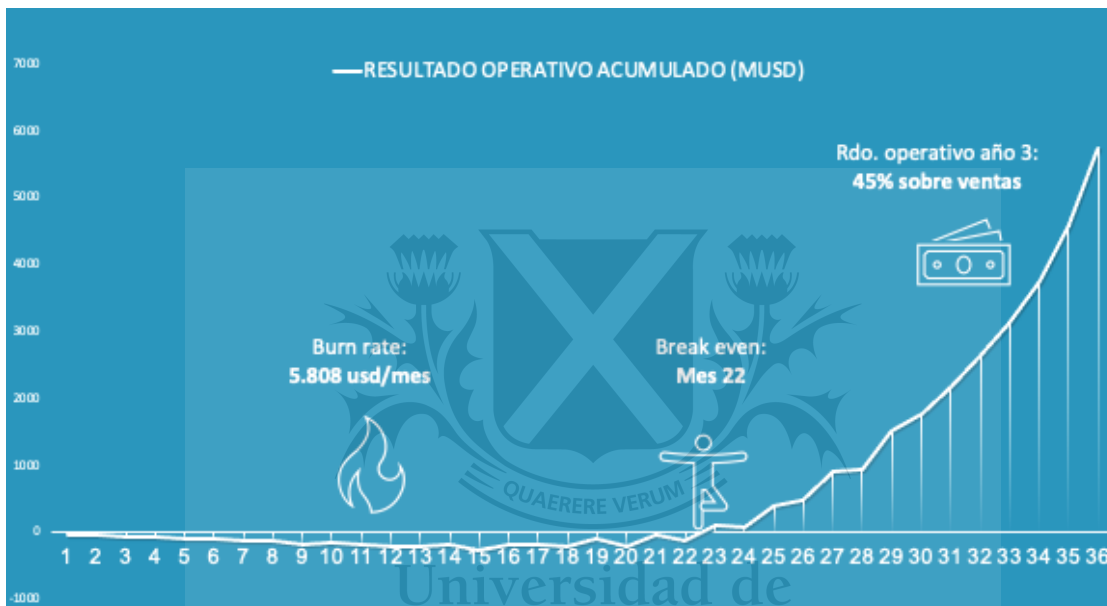 7000
RESULTADO OPERATIVO ACUMULADO (MUSD)
6000
Rdo. operativo año 3:
45% sobre ventas
5000
4000
3000
Burn rate:
5.808 usd/mes
Break even:
Mes 22
2000
1000
QUAERERE VERUM
0
1 2 3 4 5 6 7 8 9 10 11 12 13 14 15 16 17 18 19 20 21 22 23 24 25 26 27 28 29 30 31 32 33 34 35 36
Universidad de
-1000